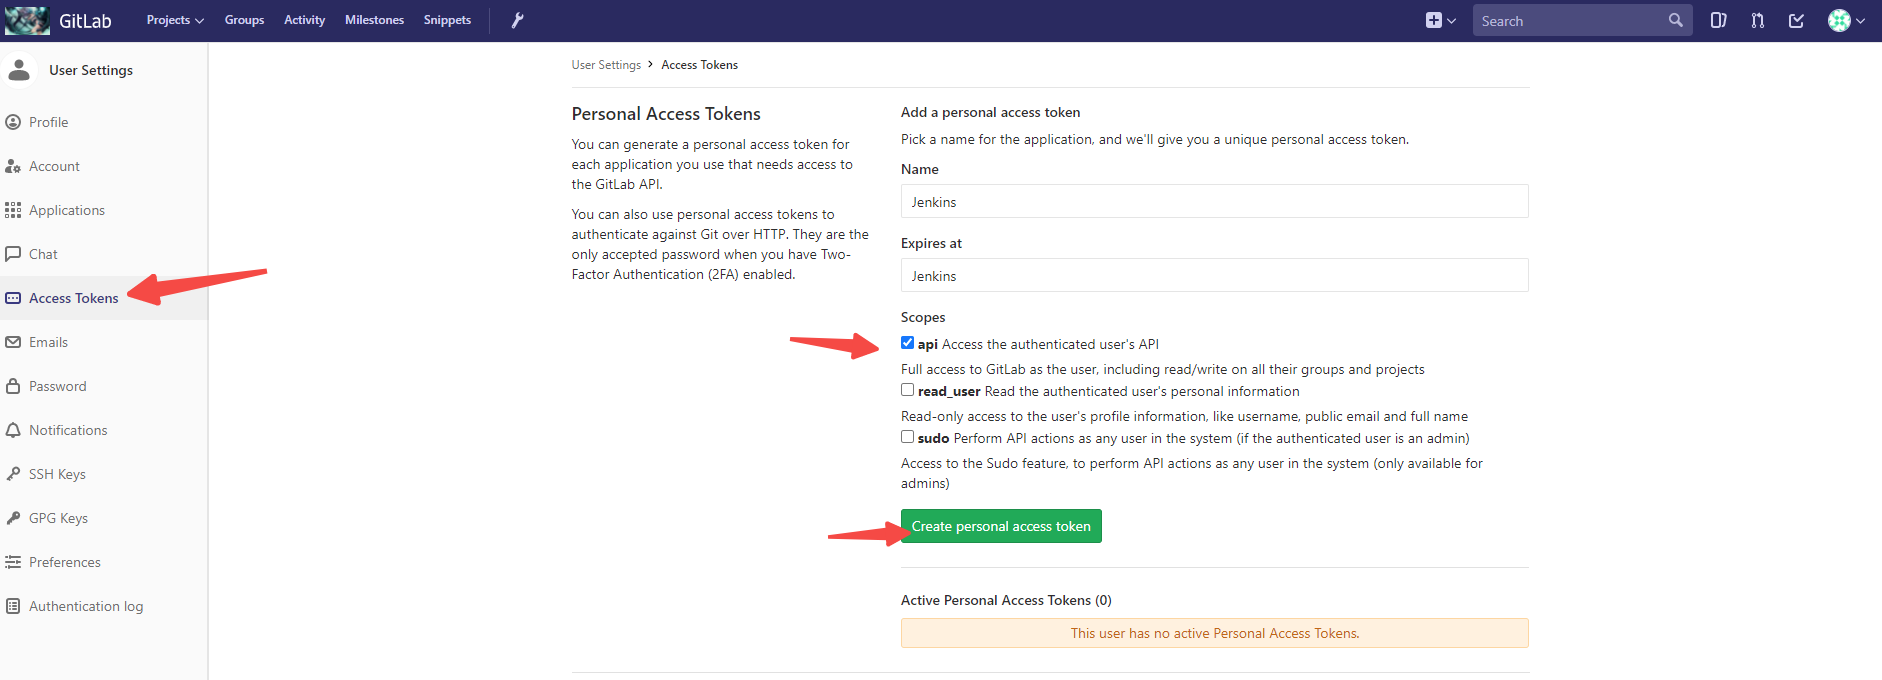 GitLab
Projects
Groups
Activity
Milestones
Snippets
Search
User Settings
Profile
Account
Applications
Chat
Access Tokens
Emails
Password
Notifications
SSH Keys
GPG Keys
Preferences
Authentication log
User Settings › Access Tokens
Personal Access Tokens
You can generate a personal access token for
each application you use that needs access to
the GitLab API.
You can also use personal access tokens to
authenticate against Git over HTTP. They are the
only accepted password when you have Two-
Factor Authentication (2FA) enabled.
Add a personal access token
Pick a name for the application, and we'll give you a unique personal access token.
Name
Jenkins
Expires at
Jenkins
Scopes
api Access the authenticated user's API
Full access to GitLab as the user, including read/write on all their groups and projects
read_user Read the authenticated user's personal information
Read-only access to the user's profile information, like username, public email and full name
sudo Perform API actions as any user in the system (if the authenticated user is an admin)
Access to the Sudo feature, to perform API actions as any user in the system (only available for
admins)
Create personal access token
Active Personal Access Tokens (0)
This user has no active Personal Access Tokens.